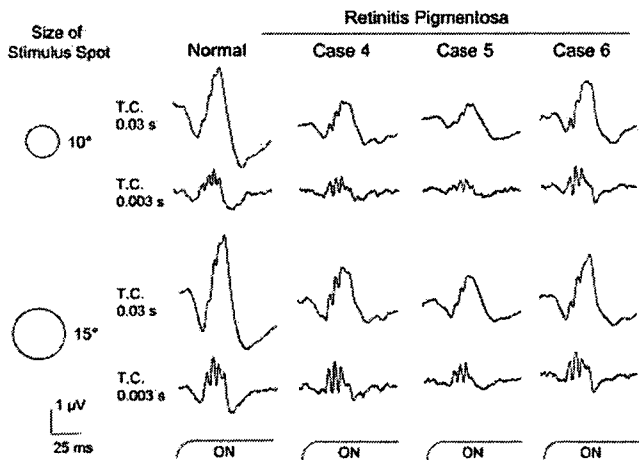 Retinitis Pigmentosa
Size of
Stimulus Spot
Normal Case 4 Case 5 Case 6
T.C.
0.03 s
10°
T.C.
0.003 s
T.C.
0.03 s
15°
T.C.
0.003 s
1 µV
25 ms
ON ON ON ON